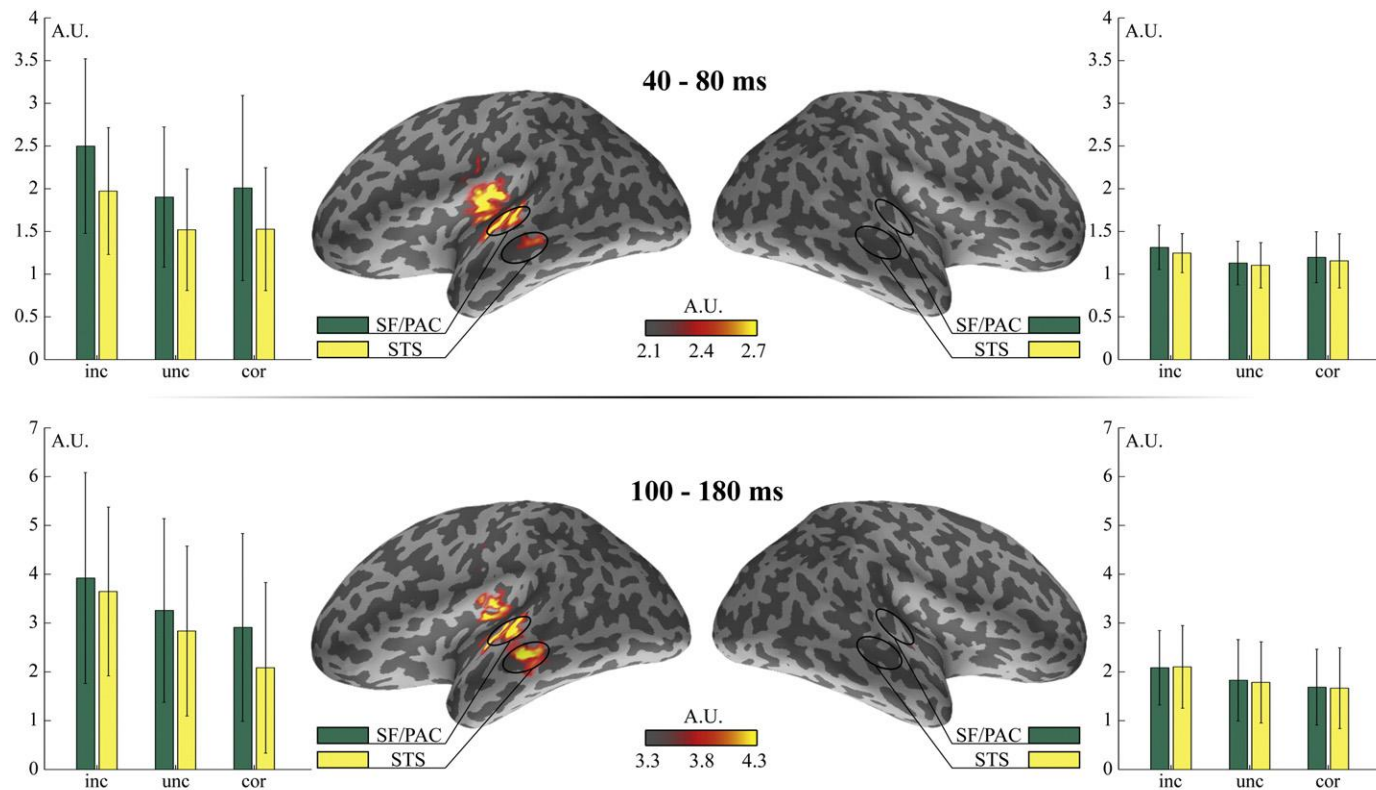 4
3.5
3
2.5
2
1.5
1
0.5
0
A.U.
inc unc cor
40 - 80 ms
SF/PAC
STS
A.U.
2.1 2.4 2.7
SF/PAC
STS
4
3.5
3
2.5
2
1.5
1
0.5
0
A.U.
inc unc cor
7
6
5
4
3
2
1
0
A.U.
inc unc cor
100 - 180 ms
SF/PAC
STS
A.U.
3.3 3.8 4.3
SF/PAC
STS
7
6
5
4
3
2
1
0
A.U.
inc unc cor